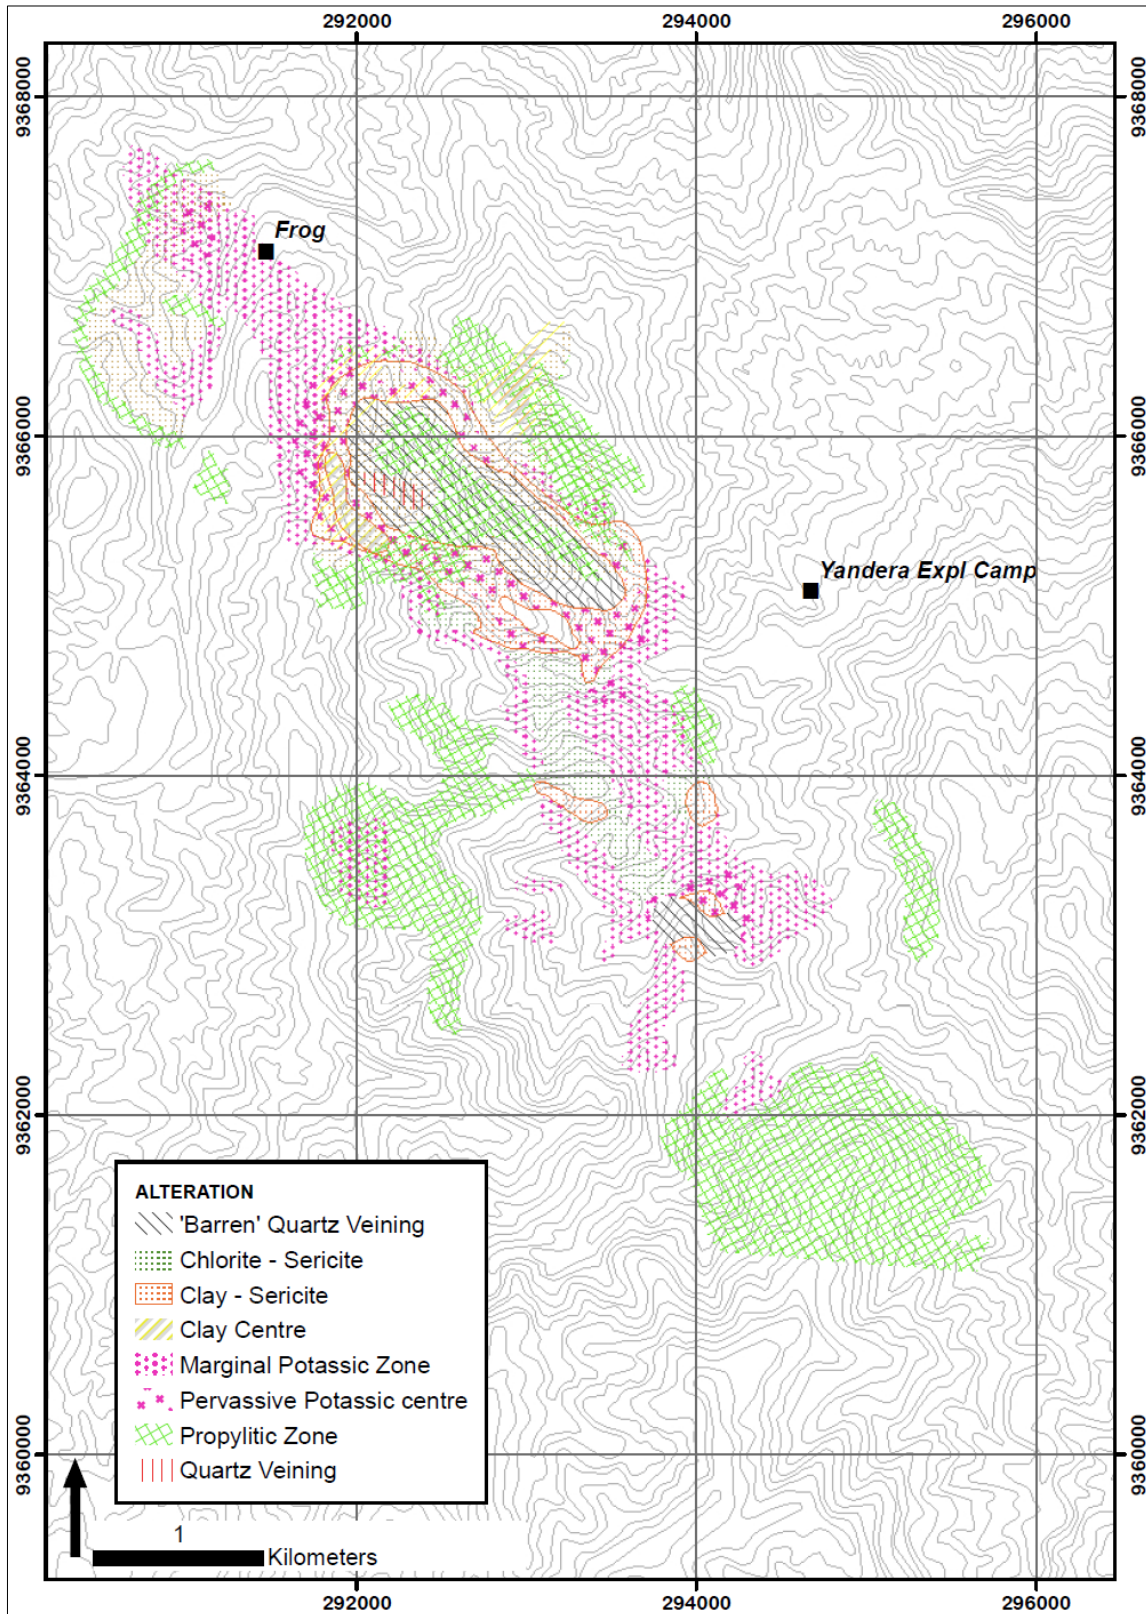 292000 294000 296000
9368000 9368000
Frog
9366000 9366000
Yandera Expl Camp
9364000 9364000
9362000 9362000
ALTERATION
'Barren' Quartz Veining
Chlorite - Sericite
Clay - Sericite
Clay Centre
Marginal Potassic Zone
Pervassive Potassic centre
Propylitic Zone
Quartz Veining
9360000 9360000
1
Kilometers
292000 294000 296000